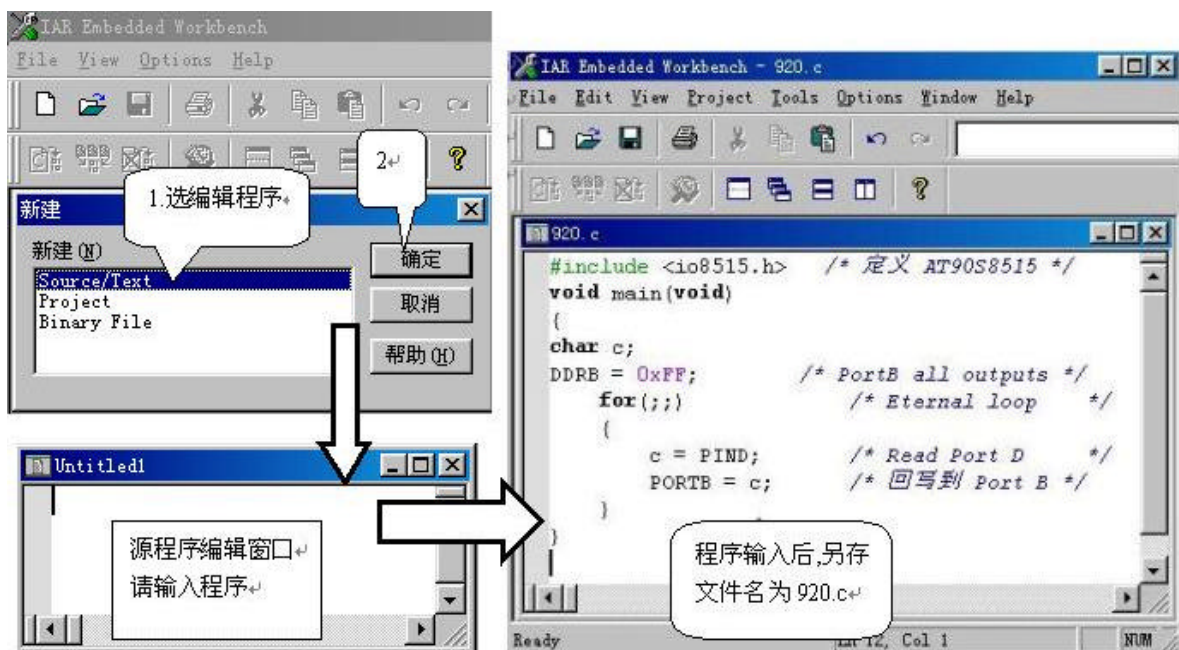 IAR Embedded Workbench
File View Options Help
2
1.选编辑程序
新建
新建(N)
Source/Text
Project
Binary File
确定
取消
帮助(H)
Untitled1
源程序编辑窗口
请输入程序
IAR Embedded Workbench - 920.c
File Edit View Project Tools Options Window Help
920.c
#include <io8515.h> /* 定义 AT90S8515 */
void main(void)
{
char c;
DDRB = 0xFF; /* PortB all outputs */
for(;;) /* Eternal loop */
{
c = PIND; /* Read Port D */
PORTB = c; /* 回写到 Port B */
}
}
程序输入后,另存
文件名为 920.c
Ready
Ln 12, Col 1
NUM